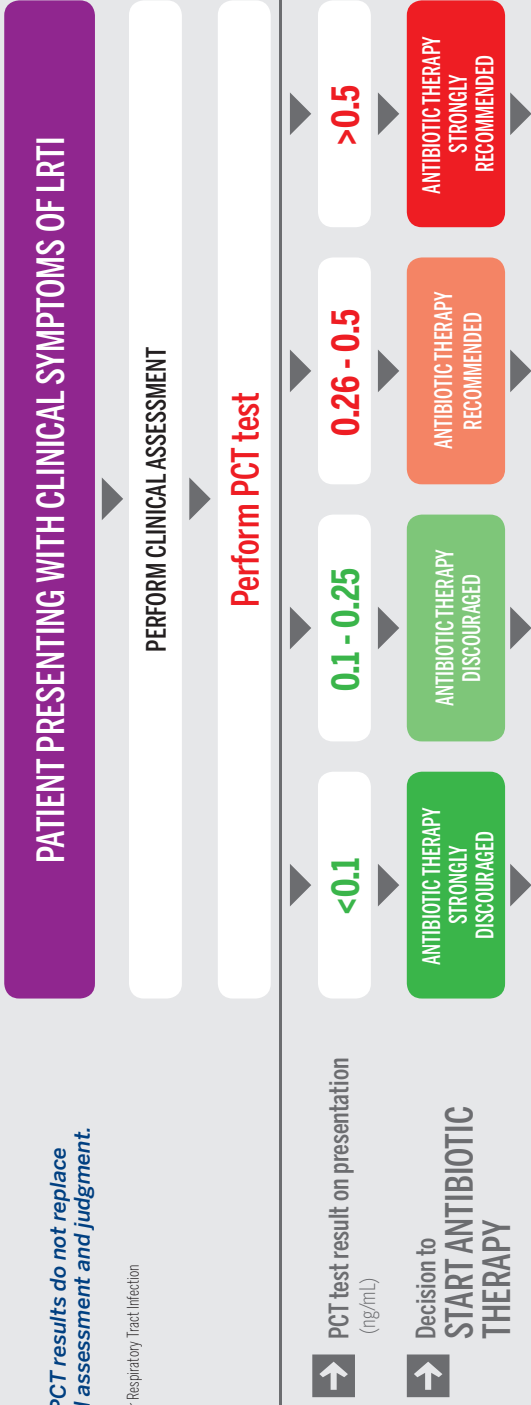 PATIENT PRESENTING WITH CLINICAL SYMPTOMS OF LRTI
PCT results do not replace
assessment and judgment.
PERFORM CLINICAL ASSESSMENT
Respiratory Tract Infection
Perform PCT test
PCT test result on presentation
(ng/mL)
<0.1
0.1 - 0.25
0.26 - 0.5
>0.5
Decision to
START ANTIBIOTIC
THERAPY
ANTIBIOTIC THERAPY
STRONGLY
DISCOURAGED
ANTIBIOTIC THERAPY
DISCOURAGED
ANTIBIOTIC THERAPY
RECOMMENDED
ANTIBIOTIC THERAPY
STRONGLY
RECOMMENDED